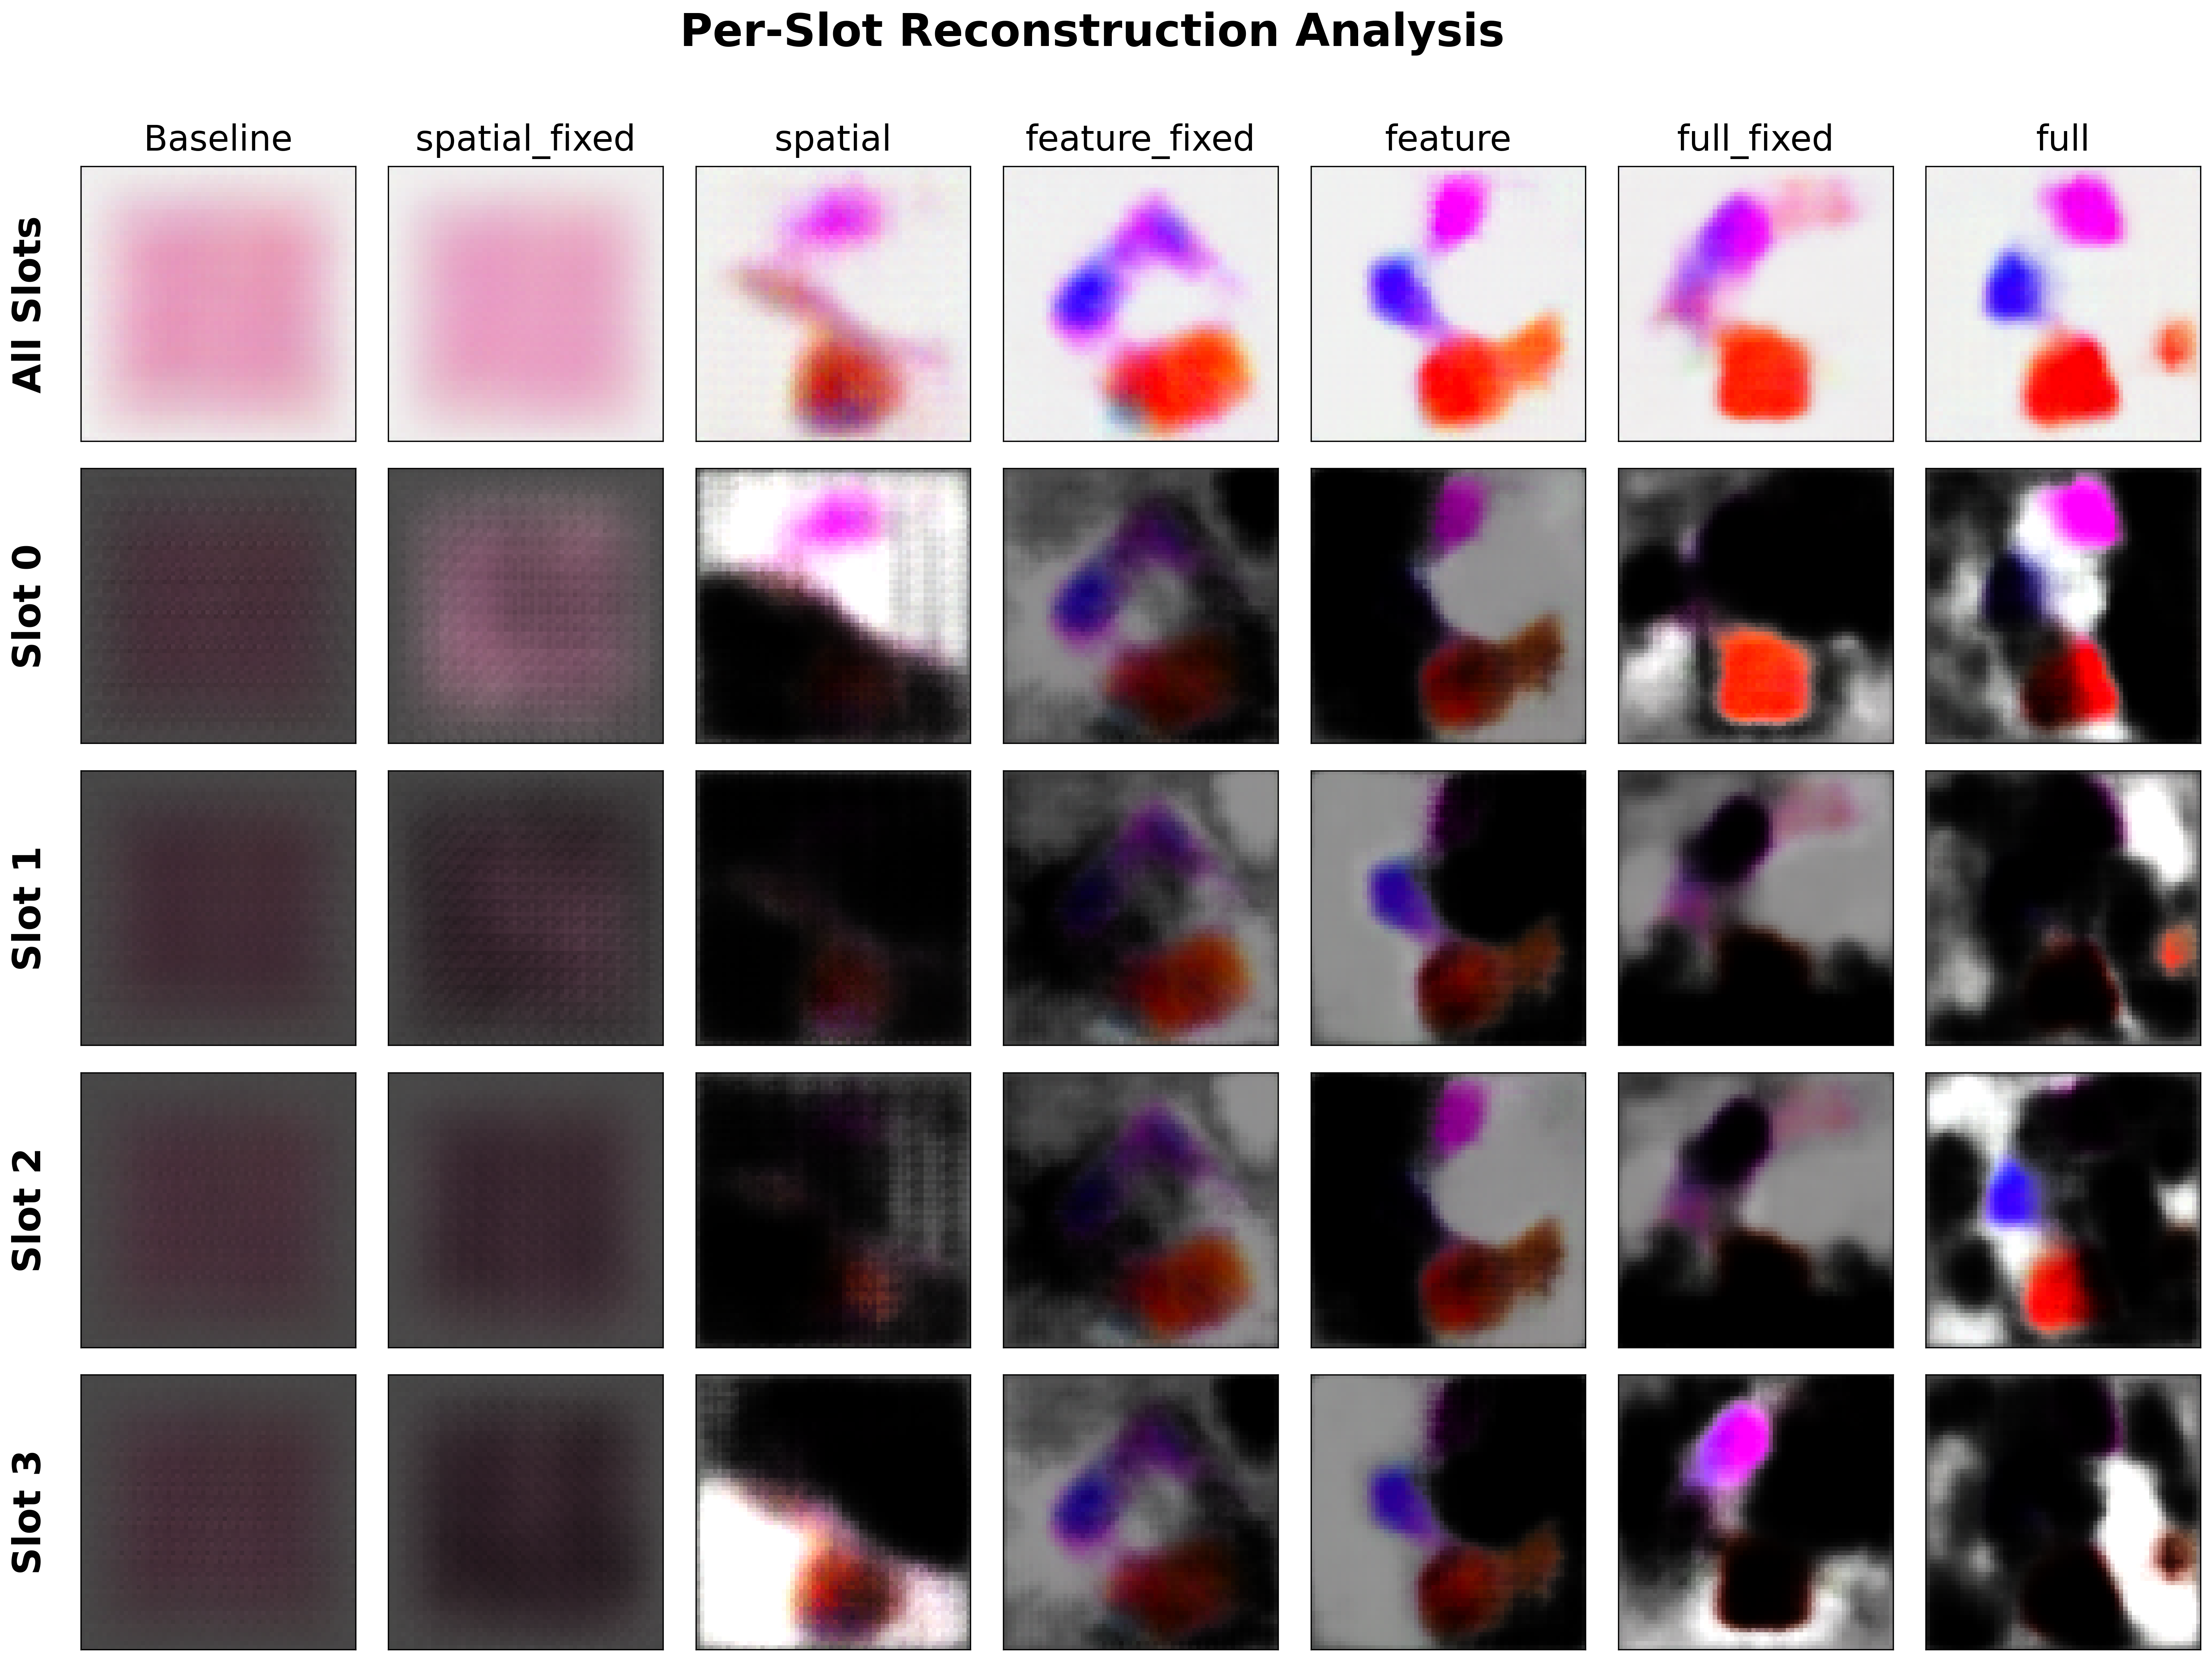 Per-Slot Reconstruction Analysis
Baseline spatial_fixed spatial feature_fixed feature full_fixed full
All Slots
Slot 0
Slot 1
Slot 2
Slot 3